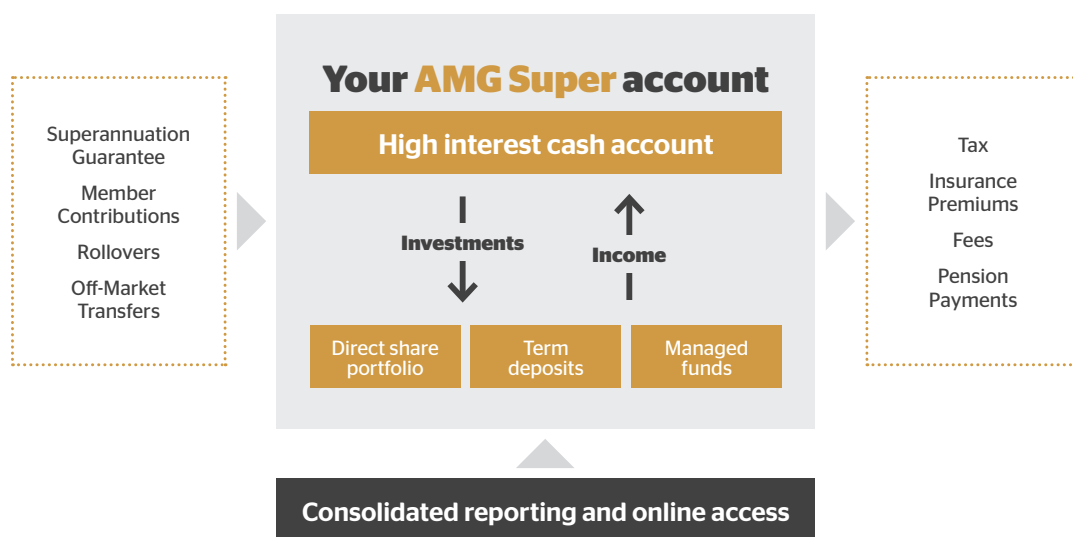 Your AMG Super account
High interest cash account
Superannuation
Guarantee
Member
Contributions
Rollovers
Off-Market
Transfers
Investments
Income
Direct share
portfolio
Term
deposits
Managed
funds
Tax
Insurance
Premiums
Fees
Pension
Payments
Consolidated reporting and online access